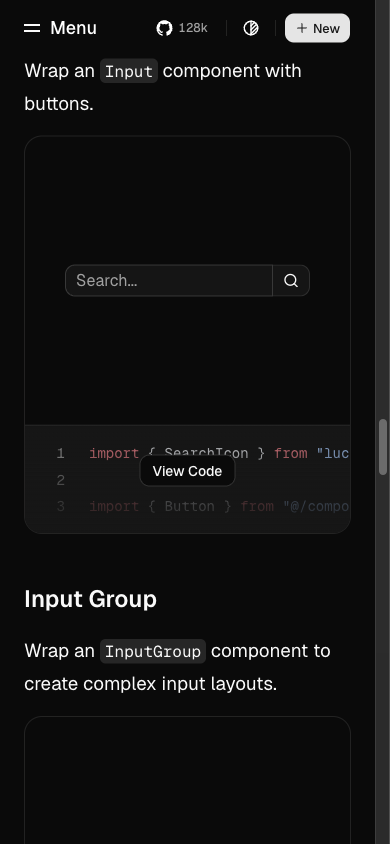 Menu 128k New
Wrap an Input component with
buttons.
Search...
1 import { SearchIcon } from "luc
2
View Code
3 import { Button } from "@/compo
Input Group
Wrap an InputGroup component to
create complex input layouts.